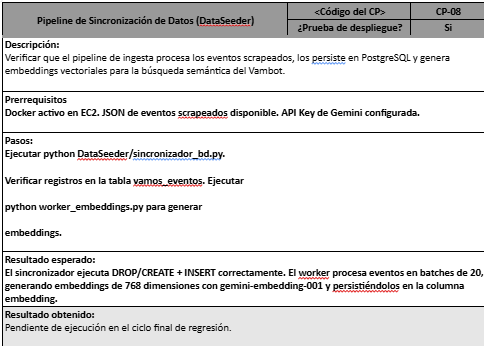 Pipeline de Sincronización de Datos (DataSeeder)
<Código del CP>
CP-08
¿Prueba de despliegue?
Si
Descripción:
Verificar que el pipeline de ingesta procesa los eventos scrapeados, los persiste en PostgreSQL y genera
embeddings vectoriales para la búsqueda semántica del Vambot.
Prerrequisitos
Docker activo en EC2. JSON de eventos scrapeados disponible. API Key de Gemini configurada.
Pasos:
Ejecutar python DataSeeder/sincronizador_bd.py.
Verificar registros en la tabla vamos_eventos. Ejecutar
python worker_embeddings.py para generar
embeddings.
Resultado esperado:
El sincronizador ejecuta DROP/CREATE + INSERT correctamente. El worker procesa eventos en batches de 20,
generando embeddings de 768 dimensiones con gemini-embedding-001 y persistiéndolos en la columna
embedding.
Resultado obtenido:
Pendiente de ejecución en el ciclo final de regresión.